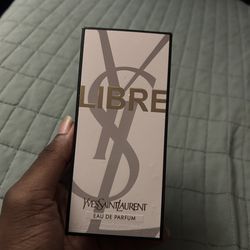 LIBRE
YVESSAINTLAURENT
EAU DE PARFUM